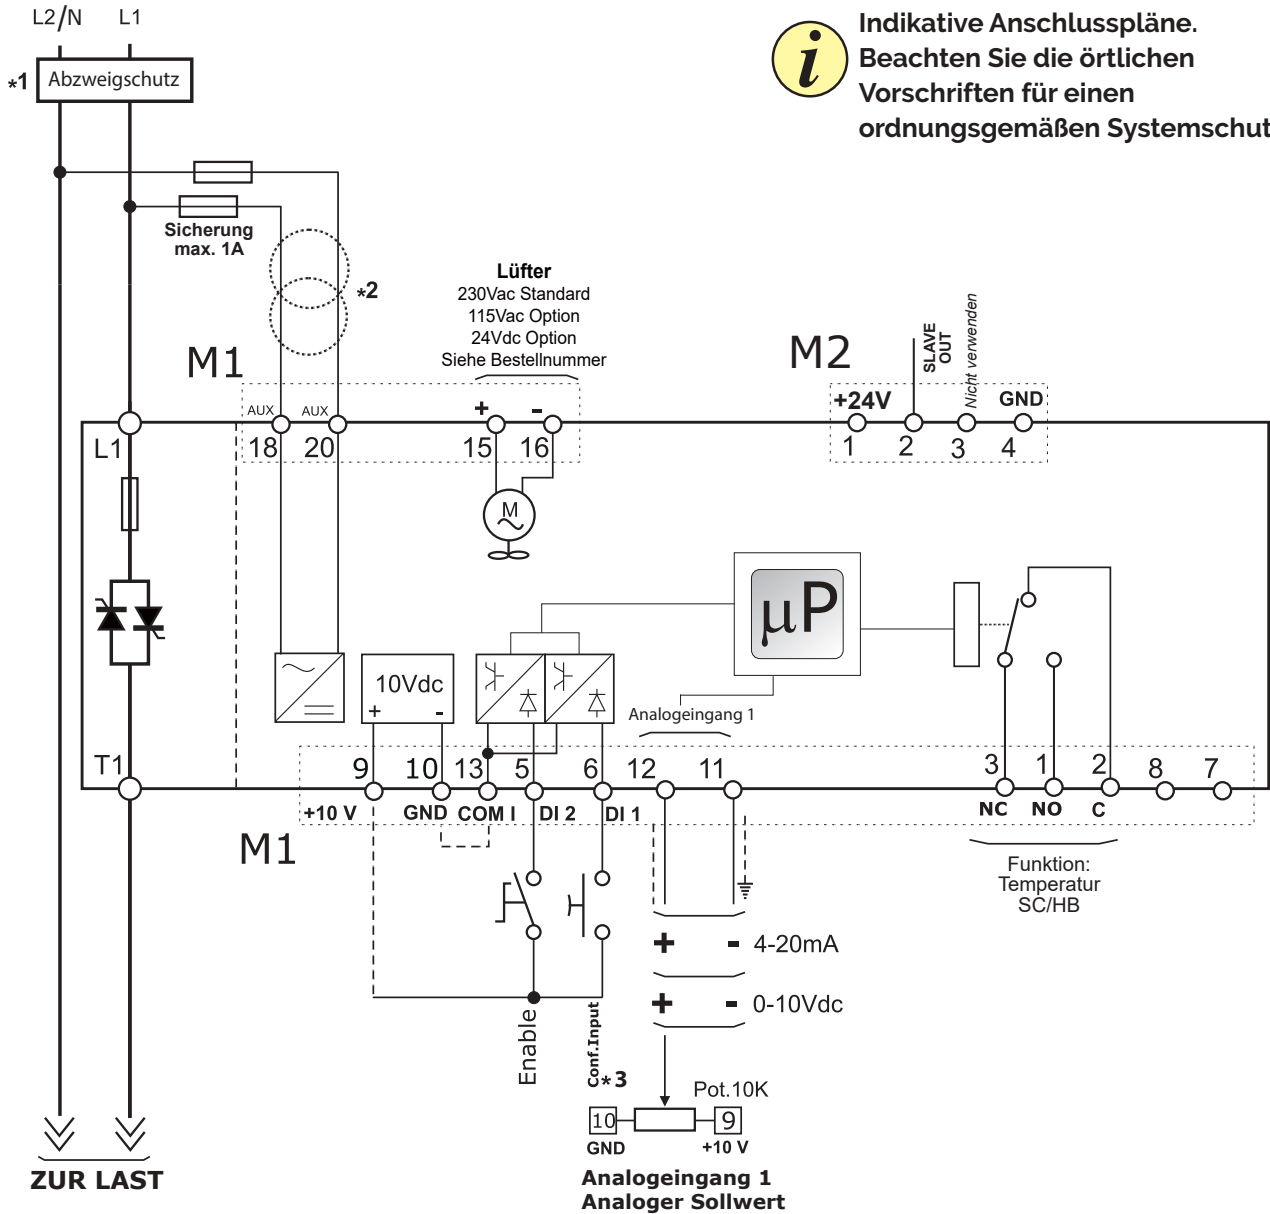 L2/N L1
Indikative Anschlusspläne.
Beachten Sie die örtlichen
Vorschriften für einen
ordnungsgemäßen Systemschut
i
*1 Abzweigschutz
Sicherung
max. 1A
*2
Lüfter
230Vac Standard
115Vac Option
24Vdc Option
Siehe Bestellnummer
M1
M2
SLAVE
OUT
Nicht verwenden
AUX AUX + -
+24V GND
L1 18 20 15 16 1 2 3 4
M
µP
10Vdc
+ -
Analogeingang 1
T1 9 10 13 5 6 12 11 3 1 2 8 7
+10 V GND COM I DI 2 DI 1 NC NO C
M1
Funktion:
Temperatur
SC/HB
+ - 4-20mA
+ - 0-10Vdc
Enable
Conf.Input
*3
Pot.10K
10 9
GND +10 V
ZUR LAST
Analogeingang 1
Analoger Sollwert